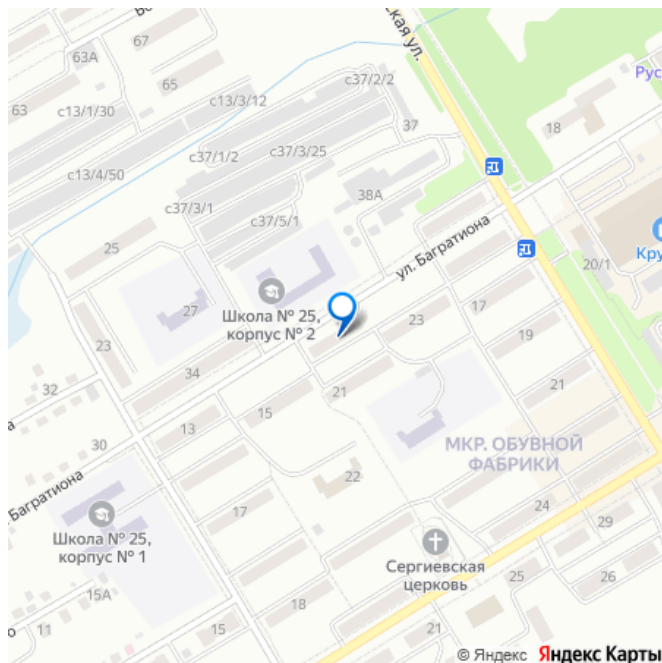 67
63А
65
63
с13/1/30
с13/3/12
с37/2/2
ская ул.
Рус
18
37
с37/1/2
с37/3/25
с13/4/50
38А
с37/3/1
с37/5/1
ул. Багратиона
25
20/1
Кру
27
Школа № 25,
корпус № 2
17
23
19
23
34
32
21
21
15
а
13
30
МКР. ОБУВНОЙ
ФАБРИКИ
22
. Багратиона
17
24
Школа № 25,
корпус № 1
29
Сергиевская
церковь
25
26
15А
18
о
11
15
21
© Яндекс Яндекс Карты